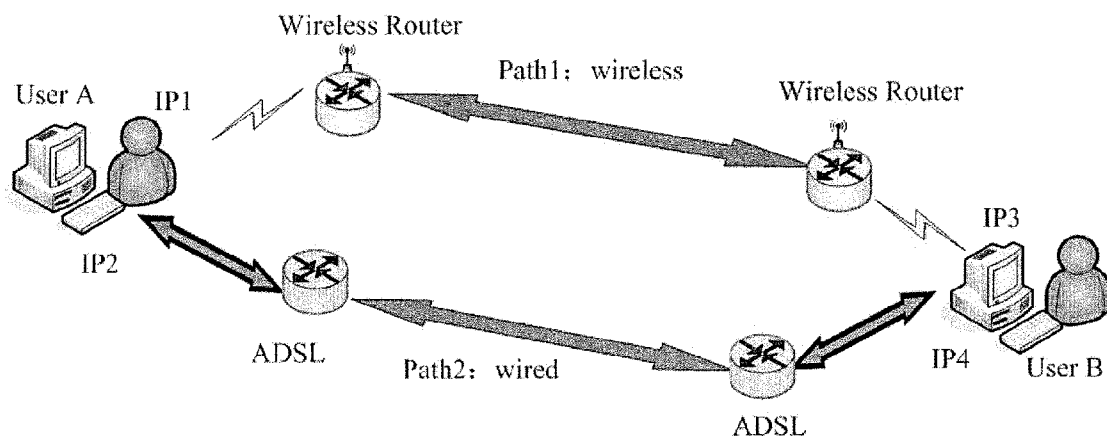 Wireless Router
Path1：wireless
User A
IP1
Wireless Router
IP2
IP3
ADSL
Path2：wired
IP4
User B
ADSL